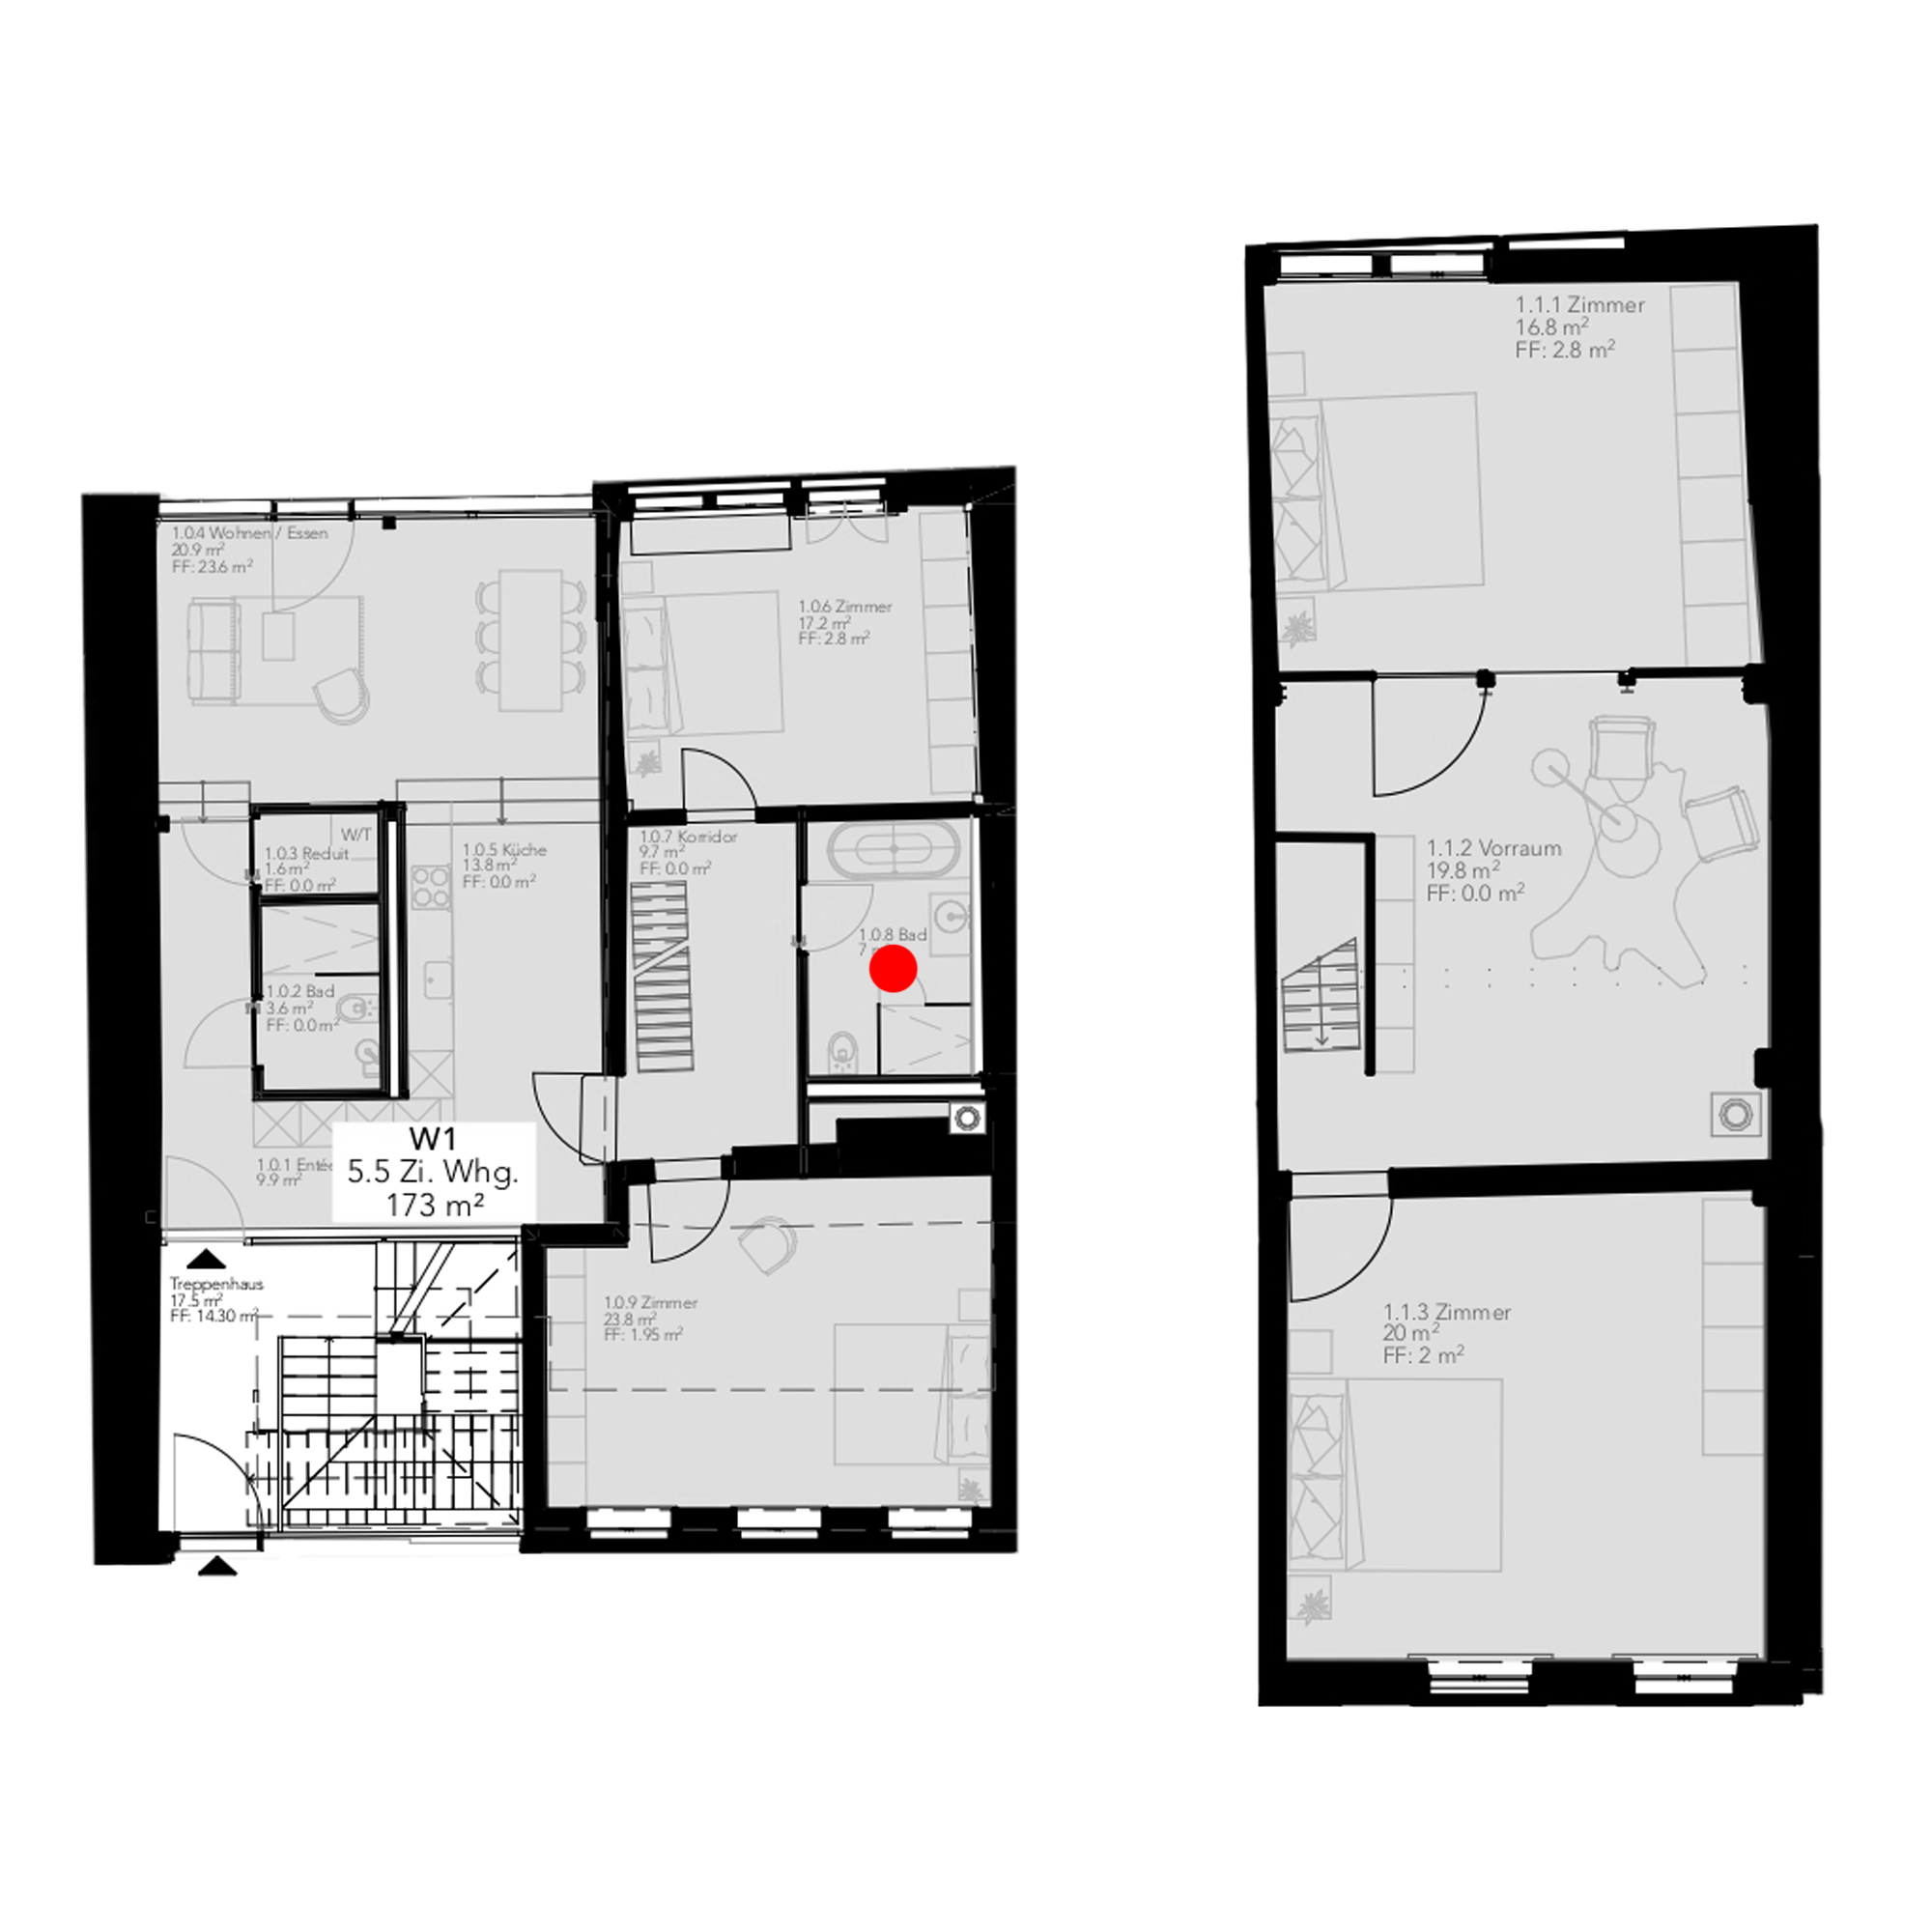 1.0.4 Wohnen / Essen
20.9 m²
FF: 23.6 m²
1.0.6 Zimmer
17.2 m²
FF: 2.8 m²
W/T
1.0.3 Reduit
1.6 m²
FF: 0.0 m²
1.0.5 Küche
13.8 m²
FF: 0.0 m²
1.0.7 Korridor
9.7 m²
FF: 0.0 m²
1.0.8 Bad
7
1.0.2 Bad
3.6 m²
FF: 0.0 m²
1.0.1
9.9 m²
W1
5.5 Zi. Whg.
173 m²
Treppenhaus
17.5 m²
FF: 14.30 m²
1.0.9 Zimmer
23.8 m²
FF: 1.95 m²
1.1.1 Zimmer
16.8 m²
FF: 2.8 m²
1.1.2 Vorraum
19.8 m²
FF: 0.0 m²
1.1.3 Zimmer
20 m²
FF: 2 m²